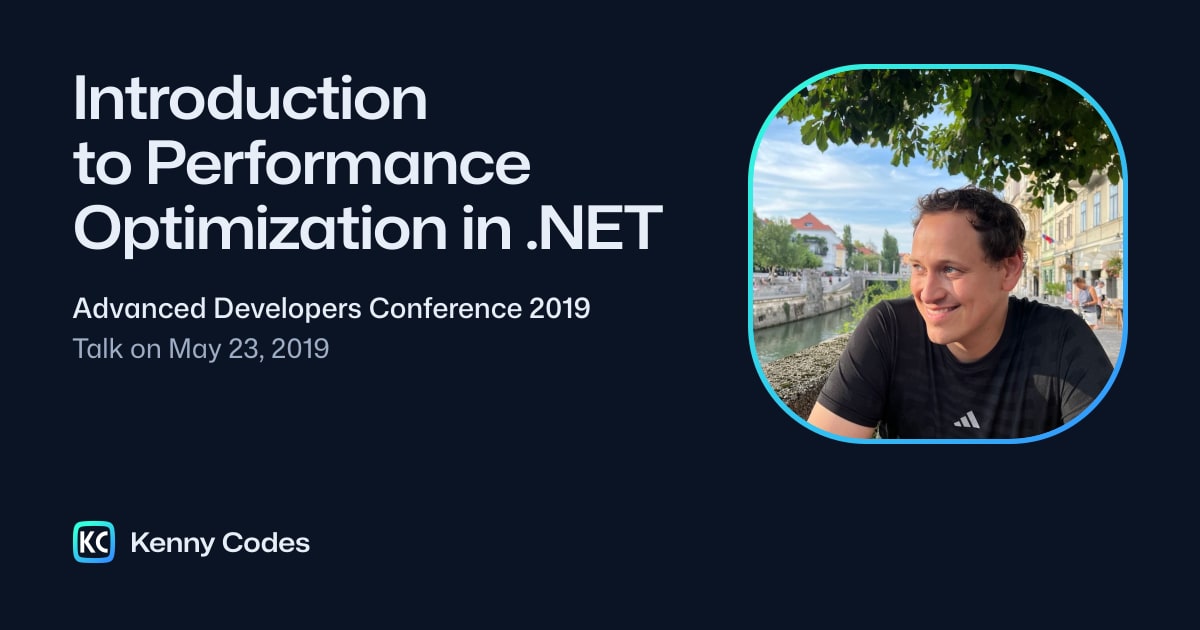 Introduction
to Performance
Optimization in .NET
Advanced Developers Conference 2019
Talk on May 23, 2019
KC Kenny Codes